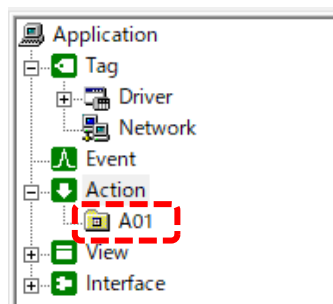 Application
Tag
Driver
Network
Event
Action
A01
View
Interface